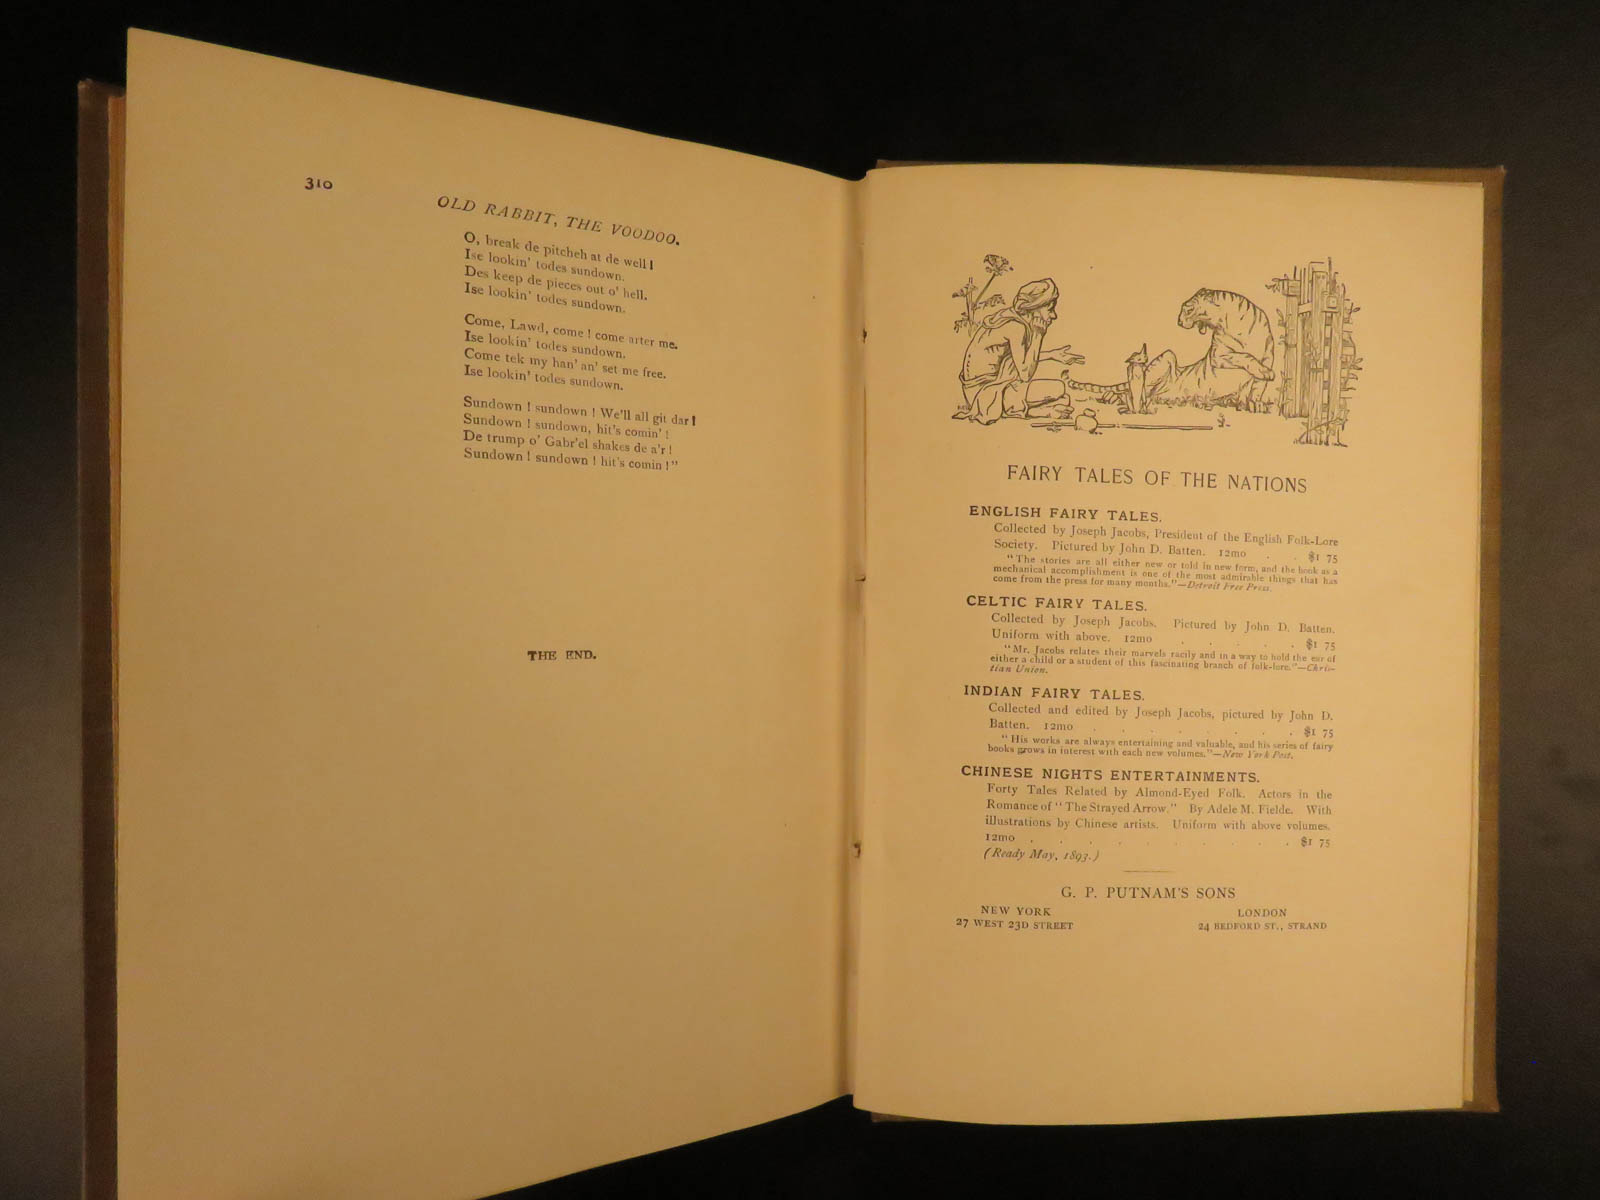 310
OLD RABBIT, THE VOODOO.
O, break de pitcheh at de well!
Ise lookin' todes sundown.
Des keep de pieces out o' hell.
Ise lookin' todes sundown.
Come, Lawd, come! come arter me.
Ise lookin' todes sundown.
Come tek my han' an' set me free.
Ise lookin' todes sundown.
Sundown! sundown! We'll all git dar!
Sundown! sundown, hit's comin'!
De trump o' Gabr'el shakes de a'r!
Sundown! sundown! hit's comin!"
THE END.
FAIRY TALES OF THE NATIONS
ENGLISH FAIRY TALES.
Collected by Joseph Jacobs, President of the English Folk-Lore
Society. Pictured by John D. Batten. 12mo . . $1 75
"The stories are all either new or told in new form, and the book as a
mechanical accomplishment is one of the most admirable things that has
come from the press for many months."—Detroit Free Press.
CELTIC FAIRY TALES.
Collected by Joseph Jacobs. Pictured by John D. Batten.
Uniform with above. 12mo . . . . $1 75
"Mr. Jacobs relates their marvels racily and in a way to hold the ear of
either a child or a student of this fascinating branch of folk-lore."—Chris-
tian Union.
INDIAN FAIRY TALES.
Collected and edited by Joseph Jacobs, pictured by John D.
Batten. 12mo . . . . . . . . $1 75
"His works are always entertaining and valuable, and his series of fairy
books grows in interest with each new volumes."—New York Post.
CHINESE NIGHTS ENTERTAINMENTS.
Forty Tales Related by Almond-Eyed Folk. Actors in the
Romance of "The Strayed Arrow." By Adele M. Fielde. With
illustrations by Chinese artists. Uniform with above volumes.
12mo . . . . . . . . . . $1 75
(Ready May, 1893.)
G. P. PUTNAM'S SONS
NEW YORK LONDON
27 WEST 23D STREET 24 BEDFORD ST., STRAND